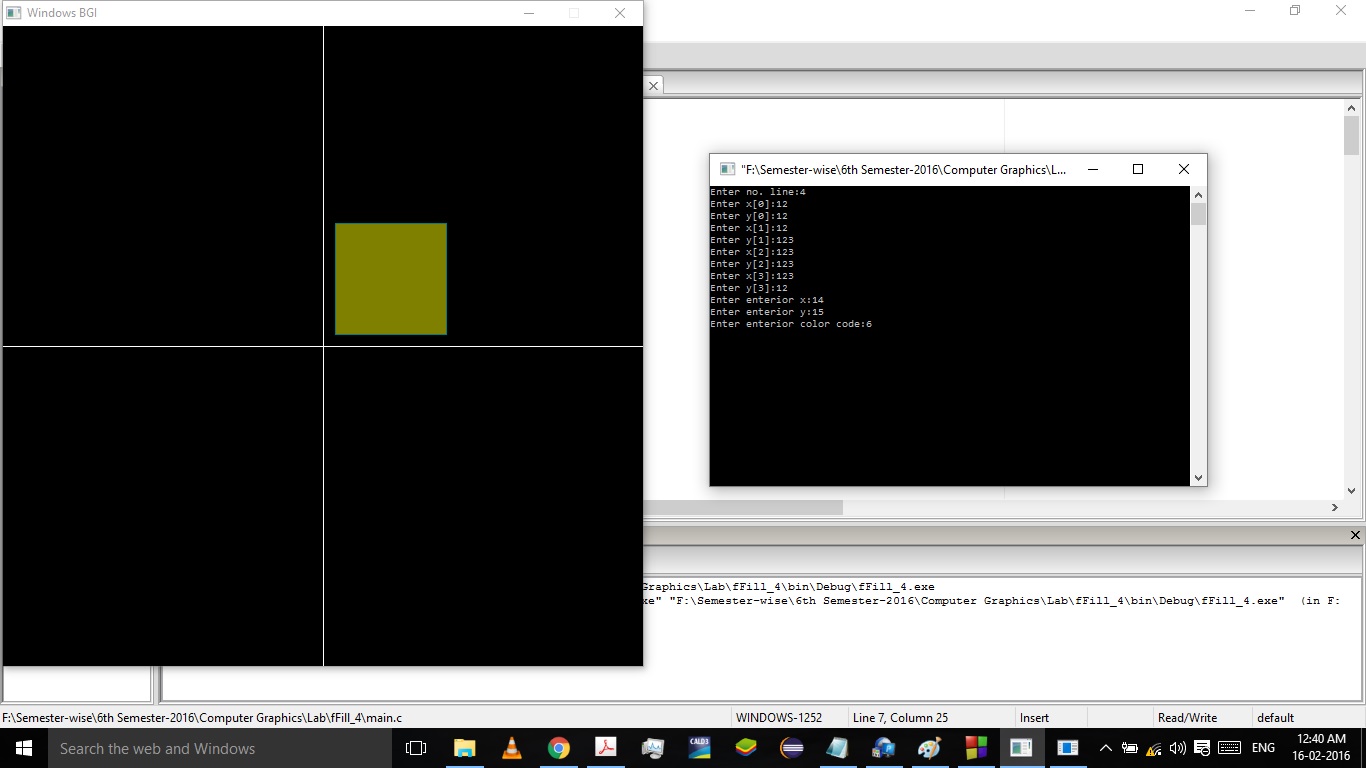 Windows BGI
"F:\Semester-wise\6th Semester-2016\Computer Graphics\L...
Enter no. line:4
Enter x[0]:12
Enter y[0]:12
Enter x[1]:12
Enter y[1]:123
Enter x[2]:123
Enter y[2]:123
Enter x[3]:123
Enter y[3]:12
Enter enterior x:14
Enter enterior y:15
Enter enterior color code:6
Graphics\Lab\fFill_4\bin\Debug\fFill_4.exe
xe" "F:\Semester-wise\6th Semester-2016\Computer Graphics\Lab\fFill_4\bin\Debug\fFill_4.exe"  (in F:
F:\Semester-wise\6th Semester-2016\Computer Graphics\Lab\fFill_4\main.c WINDOWS-1252 Line 7, Column 25 Insert Read/Write default
Search the web and Windows
CALD3
ENG
12:40 AM
16-02-2016